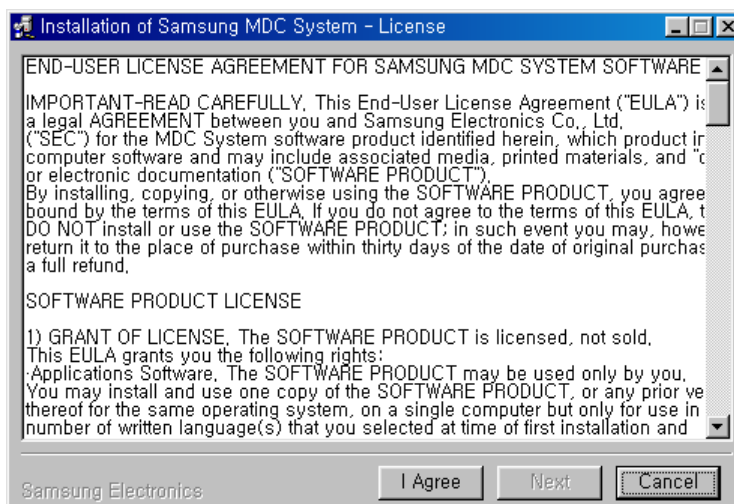 Installation of Samsung MDC System - License
END-USER LICENSE AGREEMENT FOR SAMSUNG MDC SYSTEM SOFTWARE
IMPORTANT-READ CAREFULLY, This End-User License Agreement ("EULA") is
a legal AGREEMENT between you and Samsung Electronics Co,, Ltd,
("SEC") for the MDC System software product identified herein, which product
computer software and may include associated media, printed materials, and
or electronic documentation ("SOFTWARE PRODUCT"),
By installing, copying, or otherwise using the SOFTWARE PRODUCT, you agree
bound by the terms of this EULA, If you do not agree to the terms of this EULA,
DO NOT install or use the SOFTWARE PRODUCT; in such event you may,
return it to the place of purchase within thirty days of the date of original
a full refund,
SOFTWARE PRODUCT LICENSE
1) GRANT OF LICENSE, The SOFTWARE PRODUCT is licensed, not sold,
This EULA grants you the following rights:
·Applications Software, The SOFTWARE PRODUCT may be used only by you,
You may install and use one copy of the SOFTWARE PRODUCT, or any prior
thereof for the same operating system, on a single computer but only for use in
number of written language(s) that you selected at time of first installation and
Samsung Electronics
I Agree
Next
Cancel